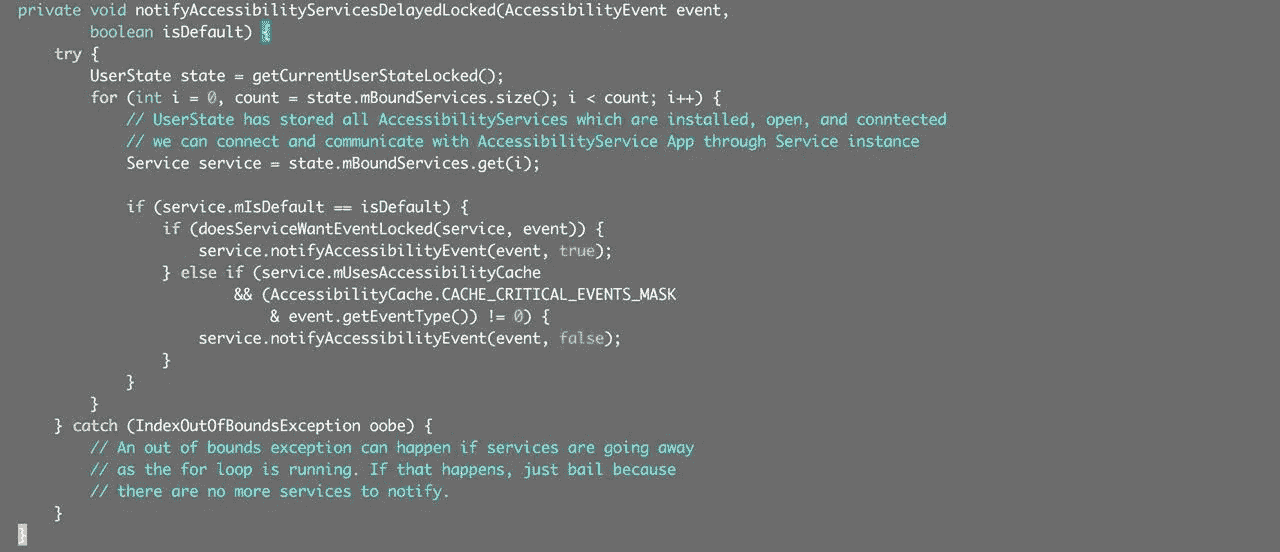 private void notifyAccessibilityServicesDelayedLocked(AccessibilityEvent event,
        boolean isDefault) {
    try {
        UserState state = getCurrentUserStateLocked();
        for (int i = 0, count = state.mBoundServices.size(); i < count; i++) {
            // UserState has stored all AccessibilityServices which are installed, open, and conntected
            // we can connect and communicate with AccessibilityService App through Service instance
            Service service = state.mBoundServices.get(i);

            if (service.mIsDefault == isDefault) {
                if (doesServiceWantEventLocked(service, event)) {
                    service.notifyAccessibilityEvent(event, true);
                } else if (service.mUsesAccessibilityCache
                        && (AccessibilityCache.CACHE_CRITICAL_EVENTS_MASK
                            & event.getEventType()) != 0) {
                    service.notifyAccessibilityEvent(event, false);
                }
            }
        }
    } catch (IndexOutOfBoundsException oobe) {
        // An out of bounds exception can happen if services are going away
        // as the for loop is running. If that happens, just bail because
        // there are no more services to notify.
    }
}